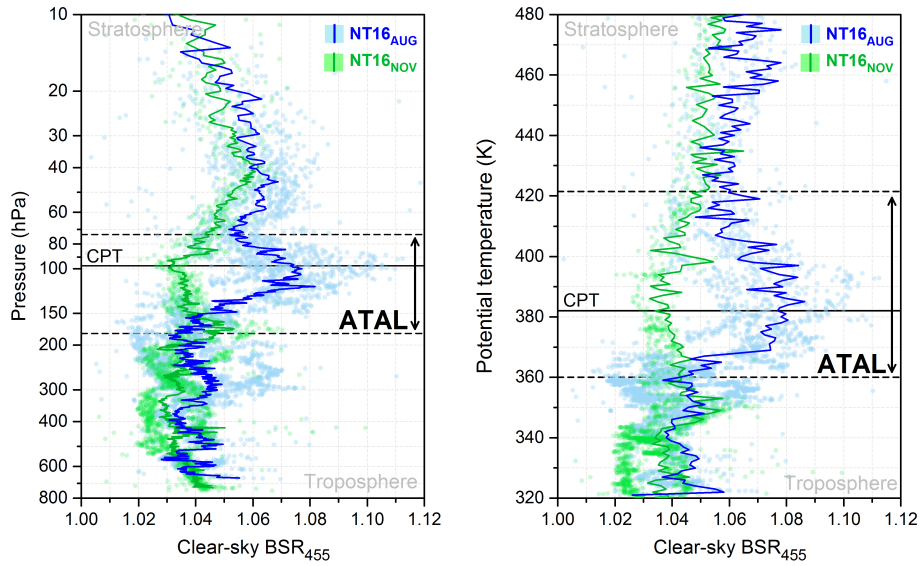 Stratosphere
NT16AUG
NT16NOV
CPT
ATAL
Troposphere
10
10
20
30
40
60
80
100
150
200
300
400
600
800
Pressure (hPa)
1.00
1.02
1.04
1.06
1.08
1.10
1.12
Clear-sky BSR455
Stratosphere
NT16AUG
NT16NOV
CPT
ATAL
Troposphere
480
460
440
420
400
380
360
340
320
Potential temperature (K)
1.00
1.02
1.04
1.06
1.08
1.10
1.12
Clear-sky BSR455